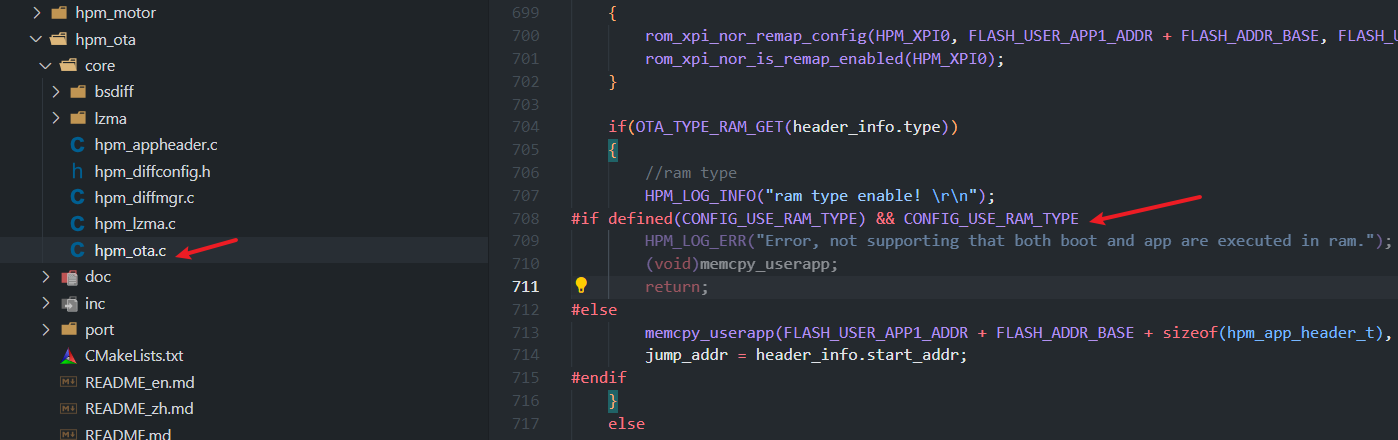 hpm_motor
hpm_ota
core
bsdiff
lzma
hpm_appheader.c
hpm_diffconfig.h
hpm_diffmgr.c
hpm_lzma.c
hpm_ota.c
doc
inc
port
CMakeLists.txt
README_en.md
README_zh.md
README.md
699 {
700 rom_xpi_nor_remap_config(HPM_XPI0, FLASH_USER_APP1_ADDR + FLASH_ADDR_BASE, FLASH_U
701 rom_xpi_nor_is_remap_enabled(HPM_XPI0);
702 }
703
704 if(OTA_TYPE_RAM_GET(header_info.type))
705 {
706 //ram type
707 HPM_LOG_INFO("ram type enable! \r\n");
708 #if defined(CONFIG_USE_RAM_TYPE) && CONFIG_USE_RAM_TYPE
709 HPM_LOG_ERR("Error, not supporting that both boot and app are executed in ram.");
710 (void)memcpy_userapp;
711 return;
712 #else
713 memcpy_userapp(FLASH_USER_APP1_ADDR + FLASH_ADDR_BASE + sizeof(hpm_app_header_t),
714 jump_addr = header_info.start_addr;
715 #endif
716 }
717 else